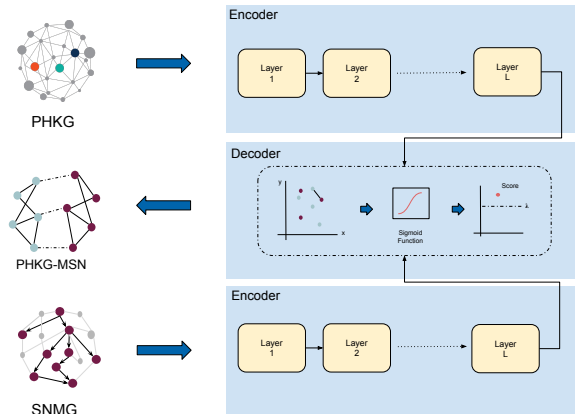 Encoder
Layer
1
Layer
2
Layer
L
PHKG
Decoder
y
x
Sigmoid
Function
Score
λ
PHKG-MSN
Encoder
Layer
1
Layer
2
Layer
L
SNMG